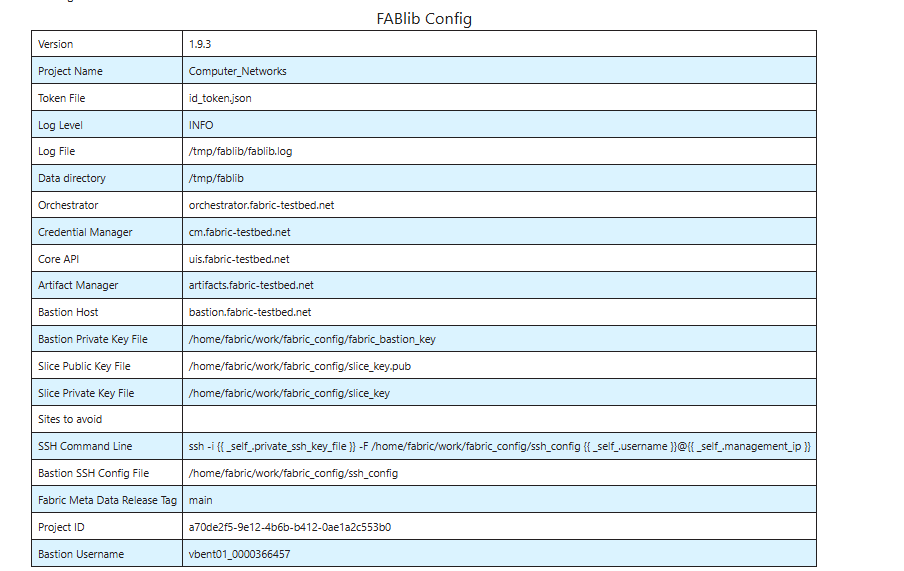 FABlib Config
Version 1.9.3
Project Name Computer_Networks
Token File id_token.json
Log Level INFO
Log File /tmp/fablib/fablib.log
Data directory /tmp/fablib
Orchestrator orchestrator.fabric-testbed.net
Credential Manager cm.fabric-testbed.net
Core API uis.fabric-testbed.net
Artifact Manager artifacts.fabric-testbed.net
Bastion Host bastion.fabric-testbed.net
Bastion Private Key File /home/fabric/work/fabric_config/fabric_bastion_key
Slice Public Key File /home/fabric/work/fabric_config/slice_key.pub
Slice Private Key File /home/fabric/work/fabric_config/slice_key
Sites to avoid
SSH Command Line ssh -i {{ _self_.private_ssh_key_file }} -F /home/fabric/work/fabric_config/ssh_config {{ _self_.username }}@{{ _self_.management_ip }}
Bastion SSH Config File /home/fabric/work/fabric_config/ssh_config
Fabric Meta Data Release Tag main
Project ID a70de2f5-9e12-4b6b-b412-0ae1a2c553b0
Bastion Username vbent01_0000366457